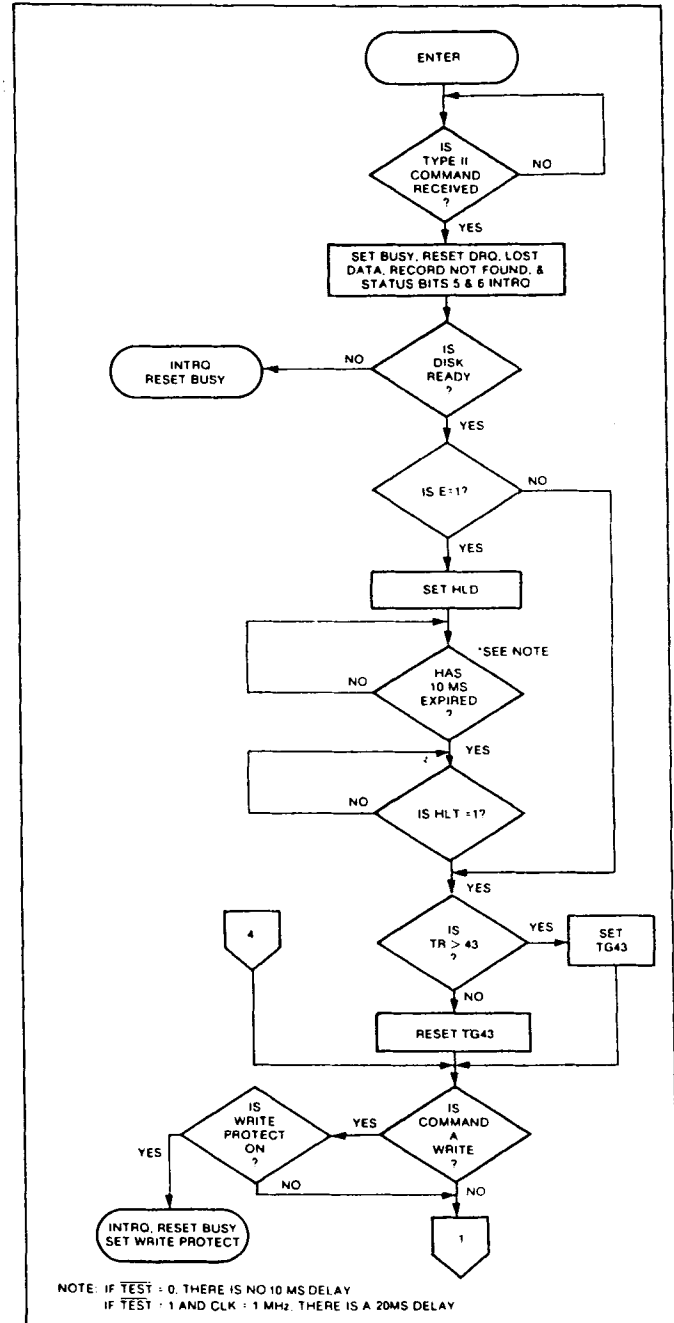 ENTER
IS
TYPE II
COMMAND
RECEIVED
?
NO
YES
SET BUSY, RESET DRQ, LOST
DATA, RECORD NOT FOUND, &
STATUS BITS 5 & 6 INTRQ
IS
DISK
READY
?
NO
INTRQ
RESET BUSY
YES
IS E=1?
NO
YES
SET HLD
*SEE NOTE
HAS
10 MS
EXPIRED
?
NO
YES
IS HLT =1?
NO
YES
4
IS
TR > 43
?
YES
SET
TG43
NO
RESET TG43
IS
COMMAND
A
WRITE
?
YES
IS
WRITE
PROTECT
ON
?
YES
NO
NO
INTRQ, RESET BUSY
SET WRITE PROTECT
1
NOTE: IF TEST = 0, THERE IS NO 10 MS DELAY
IF TEST = 1 AND CLK = 1 MHz, THERE IS A 20MS DELAY